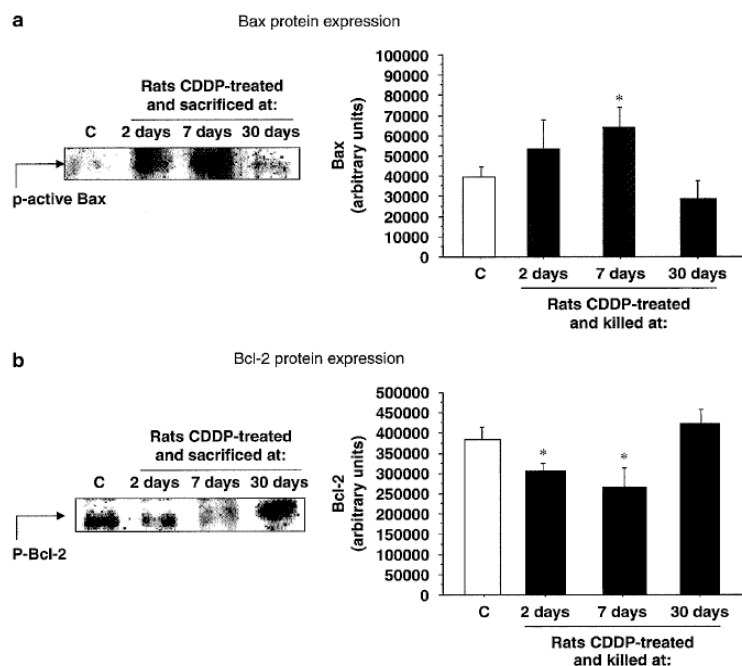 a
Bax protein expression
Rats CDDP-treated
and sacrificed at:
C 2 days 7 days 30 days
p-active Bax
Bax
(arbitrary units)
100000
90000
80000
70000
60000
50000
40000
30000
20000
10000
0
*
C 2 days 7 days 30 days
Rats CDDP-treated
and killed at:
b
Bcl-2 protein expression
Rats CDDP-treated
and sacrificed at:
C 2 days 7 days 30 days
P-Bcl-2
Bcl-2
(arbitrary units)
500000
450000
400000
350000
300000
250000
200000
150000
100000
50000
0
* *
C 2 days 7 days 30 days
Rats CDDP-treated
and killed at: